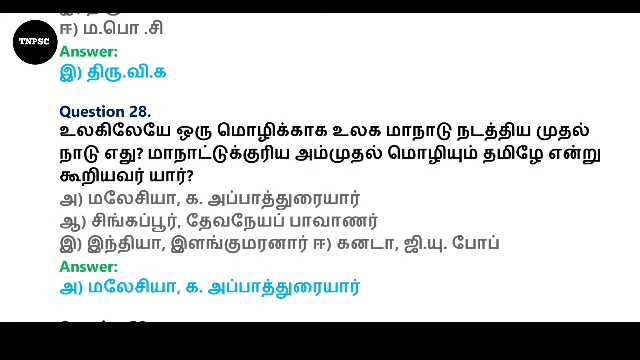 TNPSC
ஈ) ம.பொ .சி
Answer:
இ) திரு.வி.க
Question 28.
உலகிலேயே ஒரு மொழிக்காக உலக மாநாடு நடத்திய முதல்
நாடு எது? மாநாட்டுக்குரிய அம்முதல் மொழியும் தமிழே என்று
கூறியவர் யார்?
அ) மலேசியா, க. அப்பாத்துரையார்
ஆ) சிங்கப்பூர், தேவநேயப் பாவாணர்
இ) இந்தியா, இளங்குமரனார் ஈ) கனடா, ஜி.யு. போப்
Answer:
அ) மலேசியா, க. அப்பாத்துரையார்